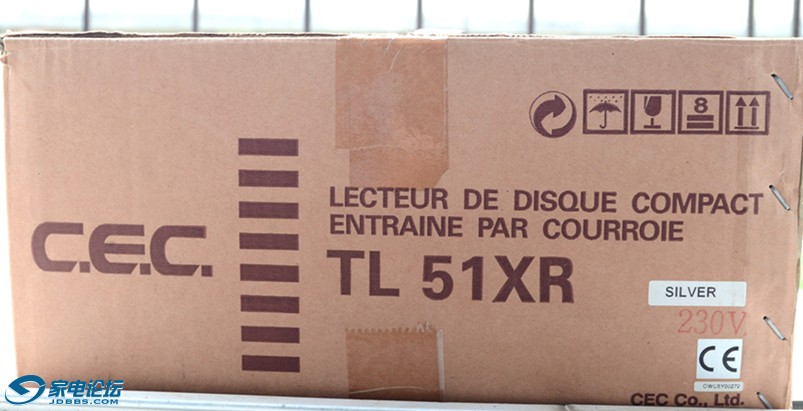 8
LECTEUR DE DISQUE COMPACT
ENTRAINE PAR COURROIE
C.E.C.
TL 51XR
SILVER
230V
CE
CEC Co., Ltd.
家电论坛
JDBBS.COM